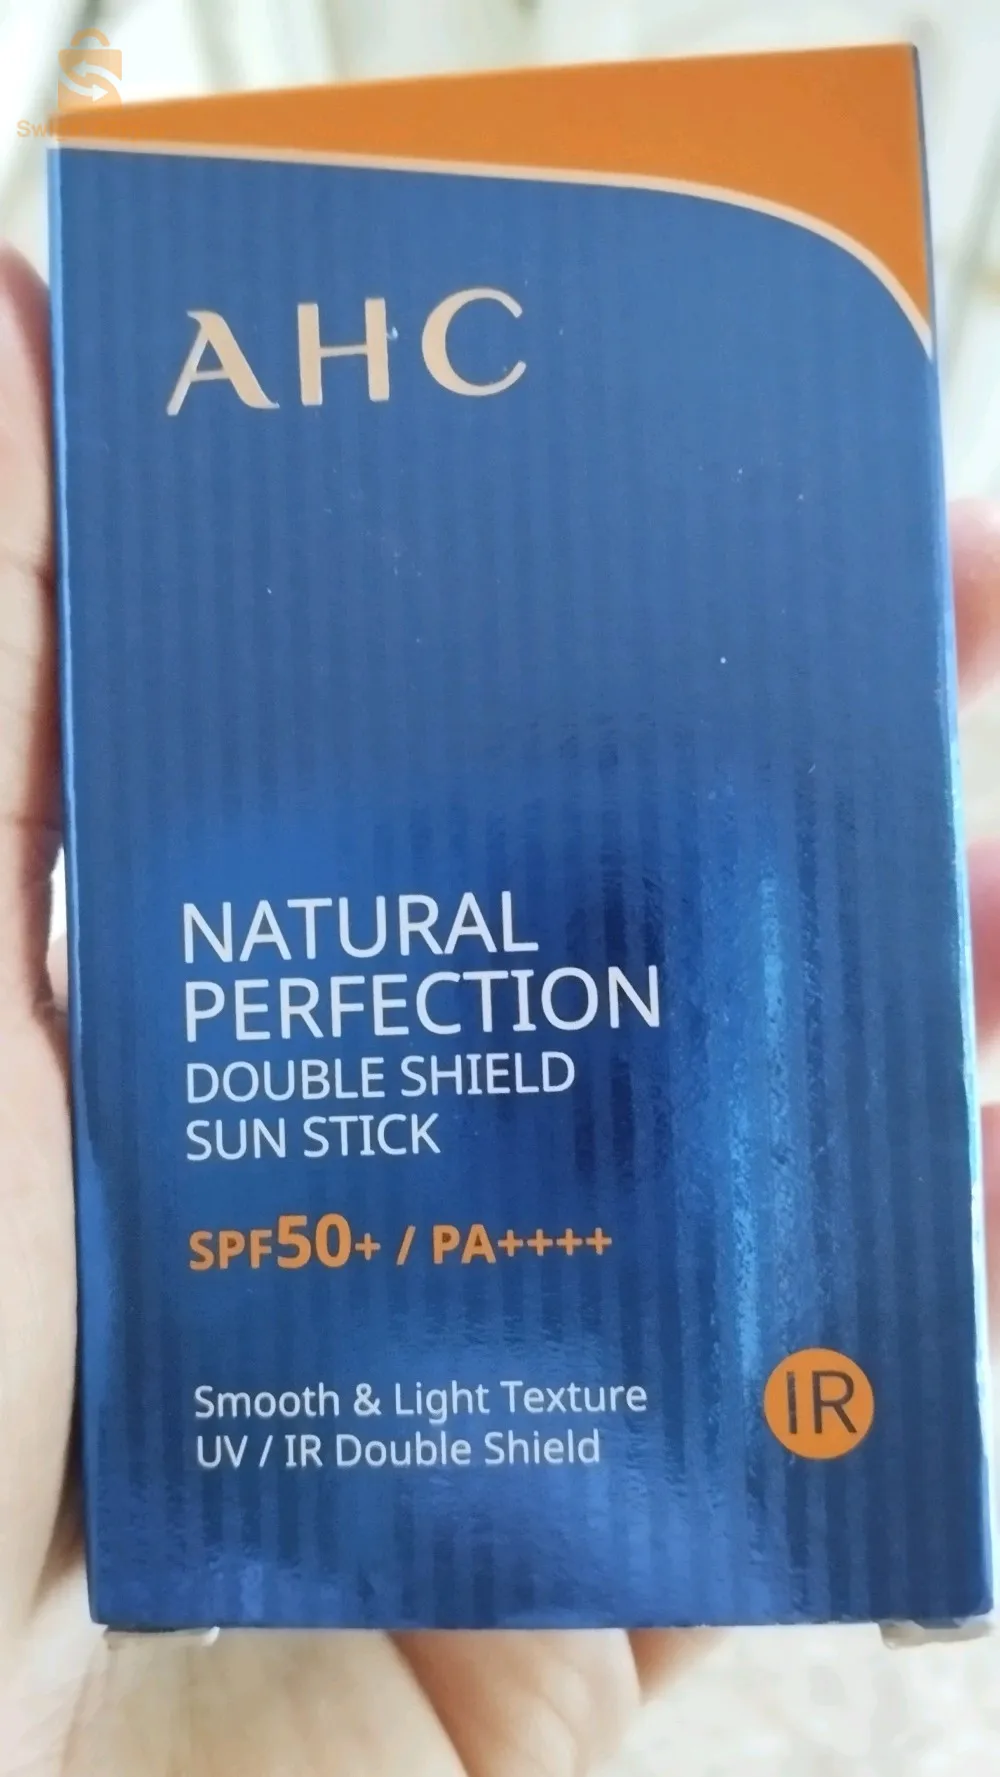 AHC
NATURAL
PERFECTION
DOUBLE SHIELD
SUN STICK
SPF50+ / PA++++
Smooth & Light Texture
UV / IR Double Shield
IR